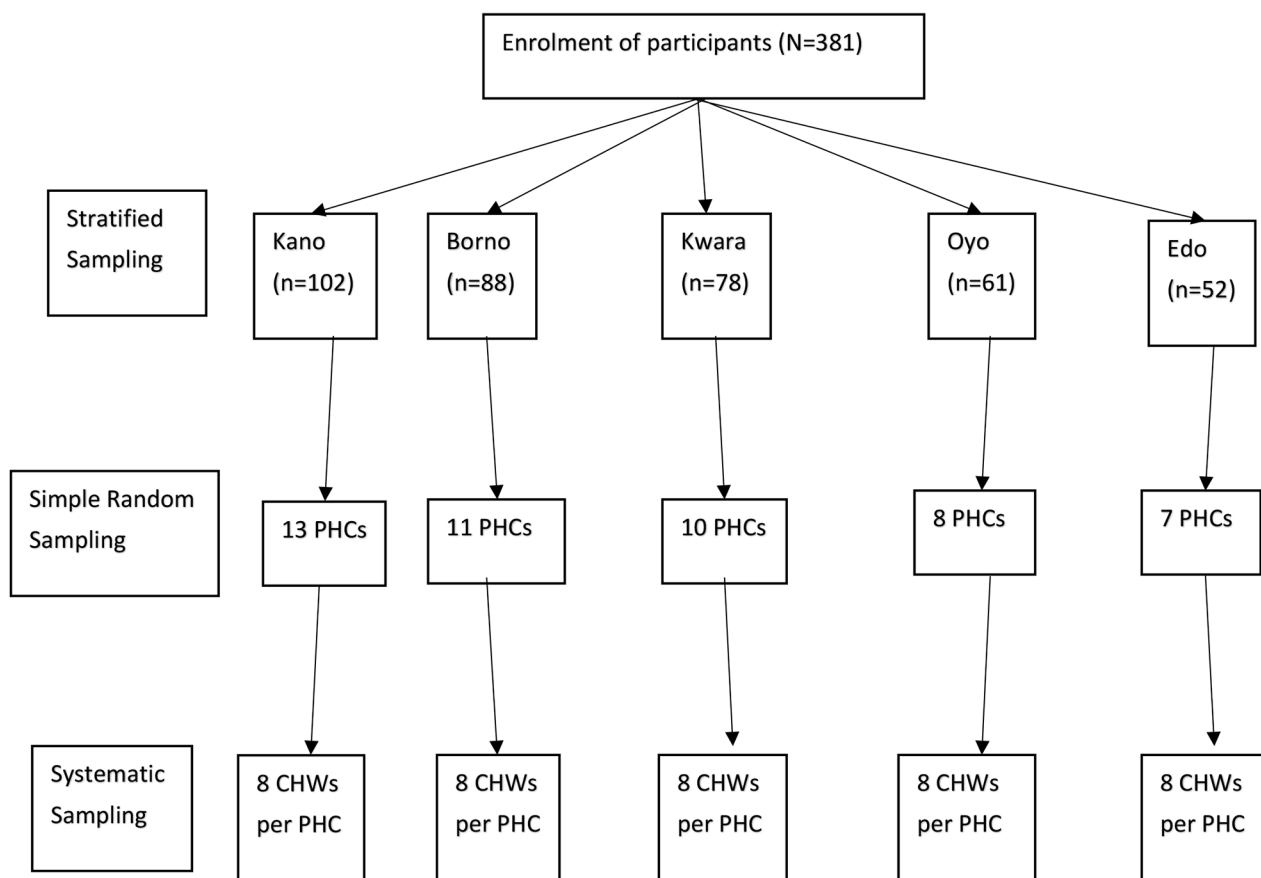 Enrolment of participants (N=381)
Stratified
Sampling
Kano
(n=102)
Borno
(n=88)
Kwara
(n=78)
Oyo
(n=61)
Edo
(n=52)
Simple Random
Sampling
13 PHCs
11 PHCs
10 PHCs
8 PHCs
7 PHCs
Systematic
Sampling
8 CHWs
per PHC
8 CHWs
per PHC
8 CHWs
per PHC
8 CHWs
per PHC
8 CHWs
per PHC